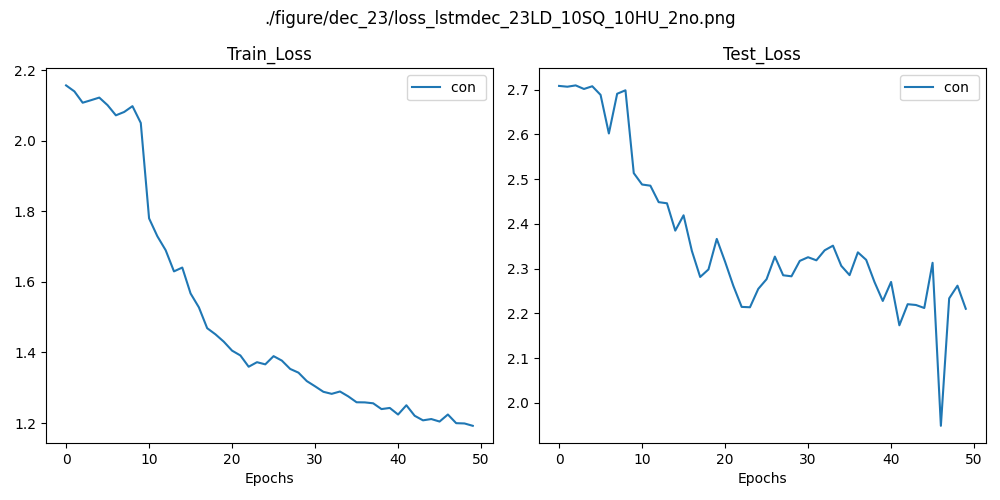 ./figure/dec_23/loss_lstmdec_23LD_10SQ_10HU_2no.png
Train_Loss
con
2.2
2.0
1.8
1.6
1.4
1.2
0 10 20 30 40 50
Epochs
Test_Loss
con
2.7
2.6
2.5
2.4
2.3
2.2
2.1
2.0
0 10 20 30 40 50
Epochs